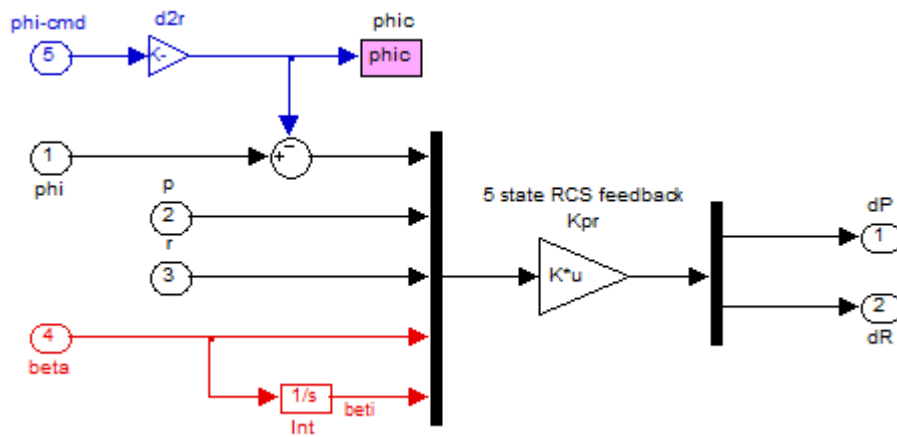 phi-cmd
d2r
phic
5
K-
phic
1
+
−
phi
p
2
r
3
5 state RCS feedback
Kpr
K*u
dP
1
2
dR
4
beta
1/s
beti
Int